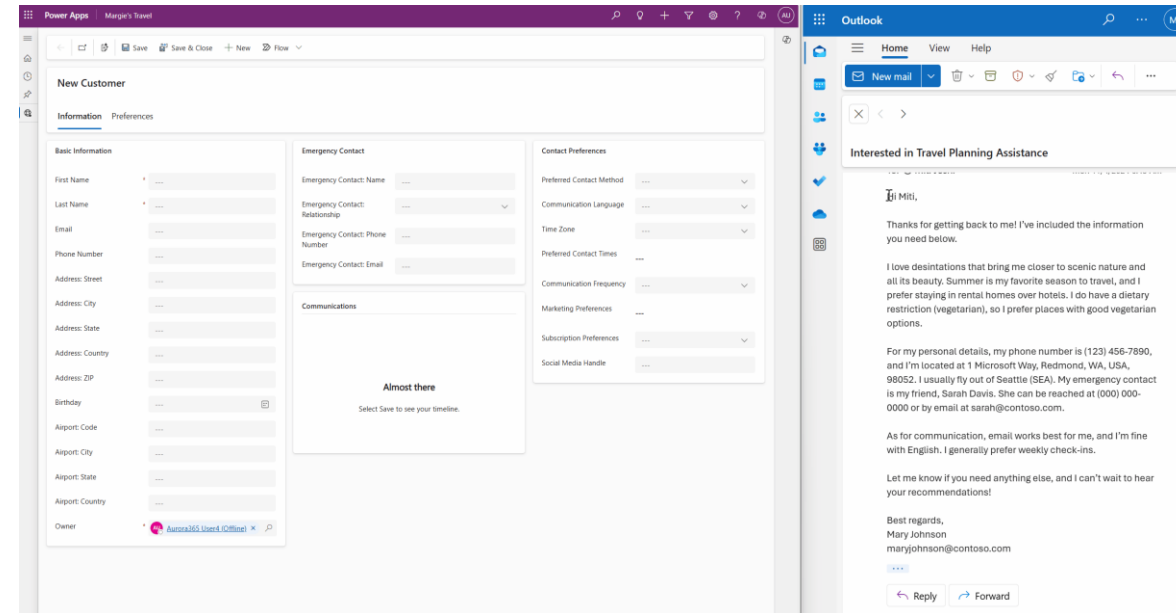 Power Apps Margie's Travel
Save Save & Close New Flow
New Customer
Information Preferences
Basic Information
First Name * ---
Last Name * ---
Email ---
Phone Number ---
Address: Street ---
Address: City ---
Address: State ---
Address: Country ---
Address: ZIP ---
Birthday ---
Airport: Code ---
Airport: City ---
Airport: State ---
Airport: Country ---
Owner * Aurora365 User4 (Offline)
Emergency Contact
Emergency Contact: Name ---
Emergency Contact:
Relationship ---
Emergency Contact: Phone
Number ---
Emergency Contact: Email ---
Communications
Almost there
Select Save to see your timeline.
Contact Preferences
Preferred Contact Method ---
Communication Language ---
Time Zone ---
Preferred Contact Times ---
Communication Frequency ---
Marketing Preferences ---
Subscription Preferences ---
Social Media Handle ---
AU
Outlook
Home View Help
New mail
Interested in Travel Planning Assistance
Hi Miti,
Thanks for getting back to me! I've included the information
you need below.
I love desintations that bring me closer to scenic nature and
all its beauty. Summer is my favorite season to travel, and I
prefer staying in rental homes over hotels. I do have a dietary
restriction (vegetarian), so I prefer places with good vegetarian
options.
For my personal details, my phone number is (123) 456-7890,
and I'm located at 1 Microsoft Way, Redmond, WA, USA,
98052. I usually fly out of Seattle (SEA). My emergency contact
is my friend, Sarah Davis. She can be reached at (000) 000-
0000 or by email at sarah@contoso.com.
As for communication, email works best for me, and I'm fine
with English. I generally prefer weekly check-ins.
Let me know if you need anything else, and I can't wait to hear
your recommendations!
Best regards,
Mary Johnson
maryjohnson@contoso.com
Reply Forward